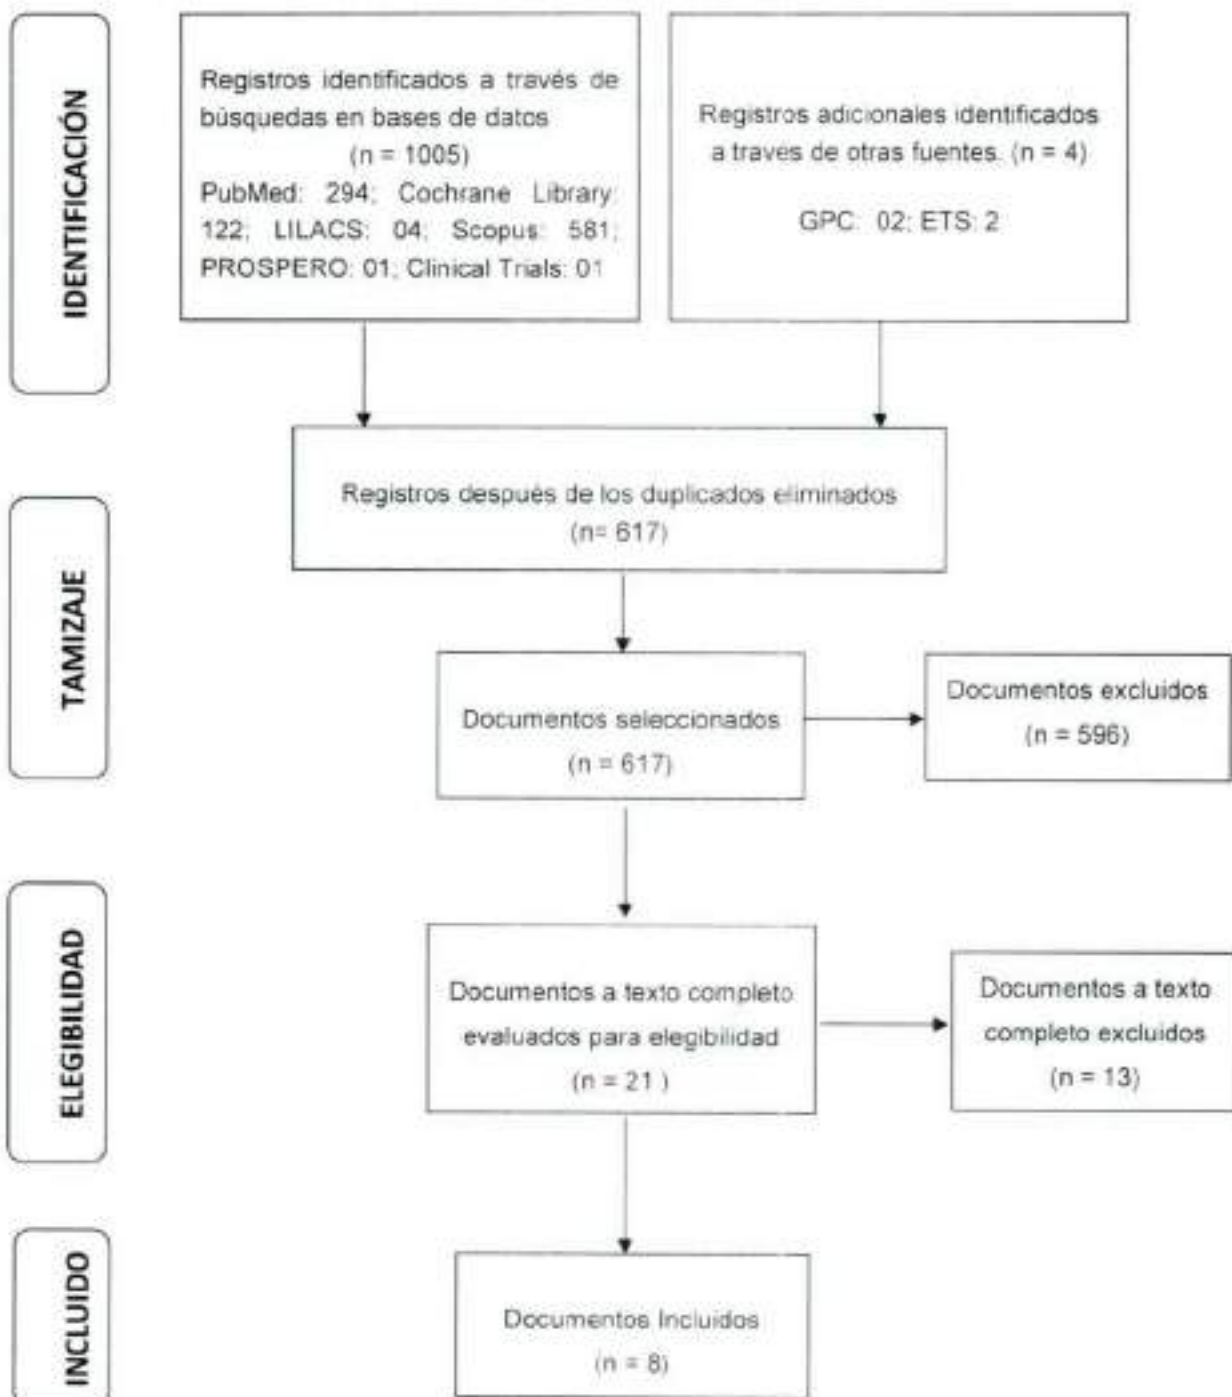 IDENTIFICACIÓN
Registros identificados a través de
búsquedas en bases de datos
(n = 1005)
PubMed: 294; Cochrane Library:
122; LILACS: 04; Scopus: 581;
PROSPERO: 01; Clinical Trials: 01
Registros adicionales identificados
a través de otras fuentes. (n = 4)
GPC: 02; ETS: 2
TAMIZAJE
Registros después de los duplicados eliminados
(n= 617)
Documentos seleccionados
(n = 617)
Documentos excluidos
(n = 596)
ELEGIBILIDAD
Documentos a texto completo
evaluados para elegibilidad
(n = 21 )
Documentos a texto
completo excluidos
(n = 13)
INCLUIDO
Documentos Incluidos
(n = 8)